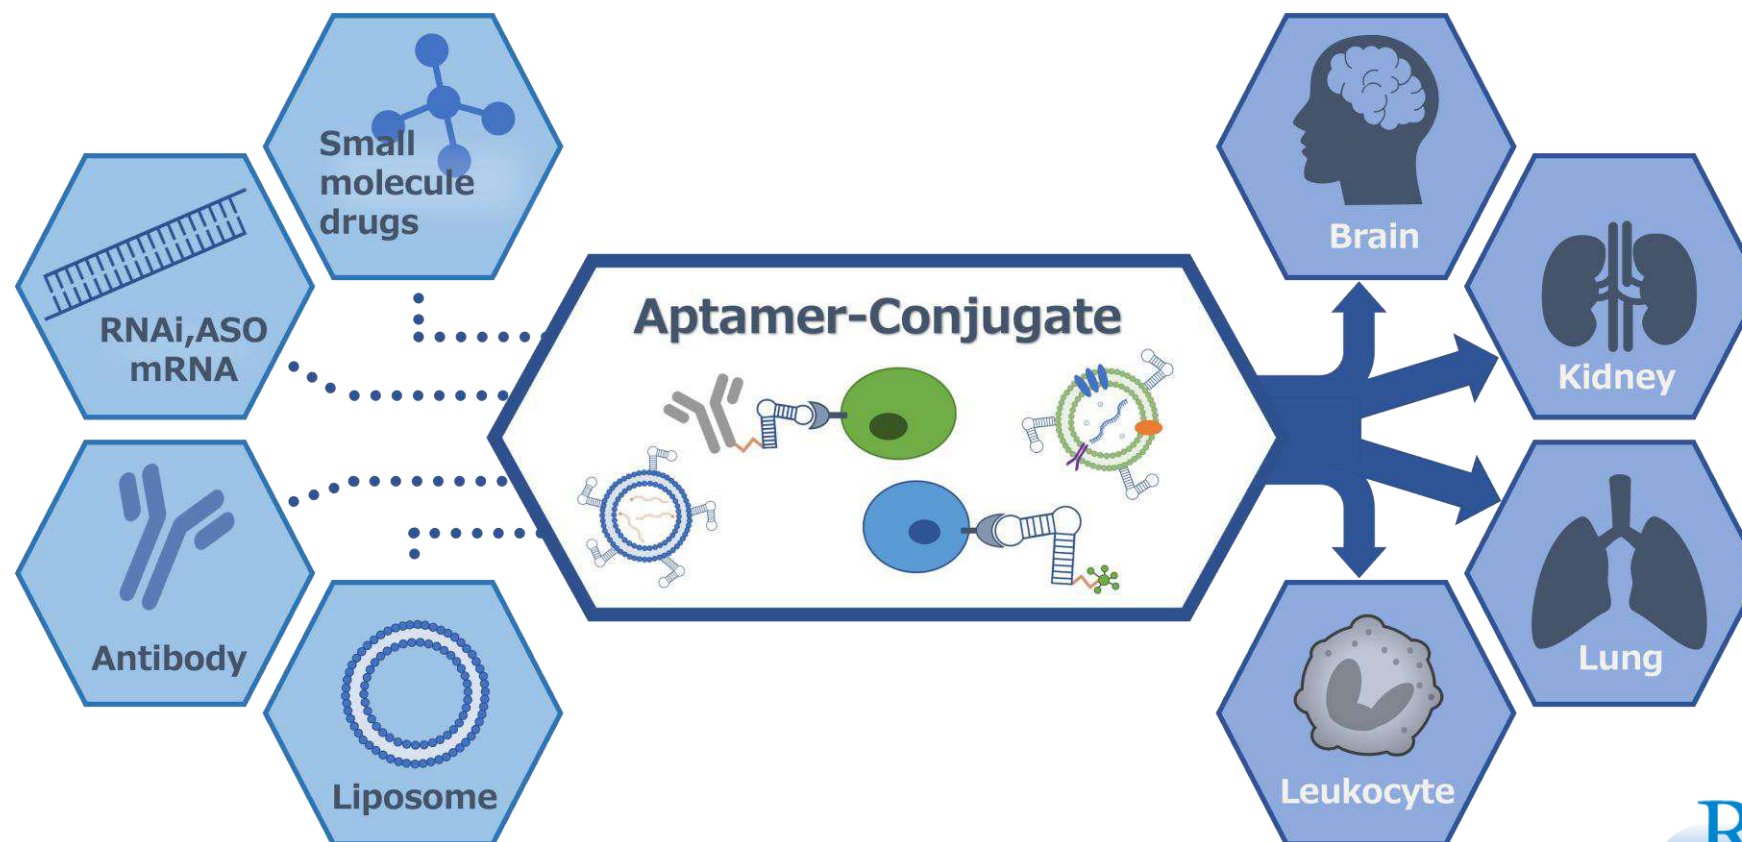 Small
molecule
drugs
RNAi,ASO
mRNA
Antibody
Liposome
Aptamer-Conjugate
Brain
Kidney
Lung
Leukocyte
R